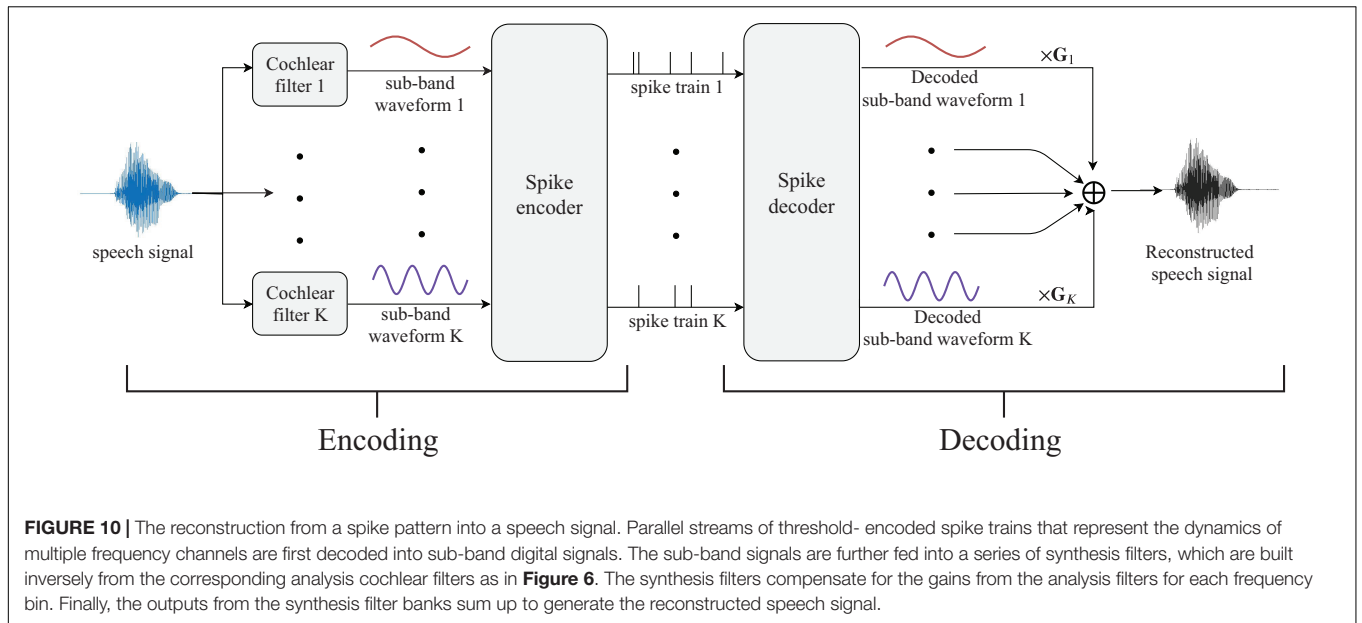 Cochlear
filter 1
sub-band
waveform 1
spike train 1
Decoded
sub-band waveform 1
×G1
speech signal
Spike
encoder
Spike
decoder
Reconstructed
speech signal
Cochlear
filter K
sub-band
waveform K
spike train K
Decoded
sub-band waveform K
×GK
Encoding
Decoding
FIGURE 10 | The reconstruction from a spike pattern into a speech signal. Parallel streams of threshold- encoded spike trains that represent the dynamics of
multiple frequency channels are first decoded into sub-band digital signals. The sub-band signals are further fed into a series of synthesis filters, which are built
inversely from the corresponding analysis cochlear filters as in Figure 6. The synthesis filters compensate for the gains from the analysis filters for each frequency
bin. Finally, the outputs from the synthesis filter banks sum up to generate the reconstructed speech signal.